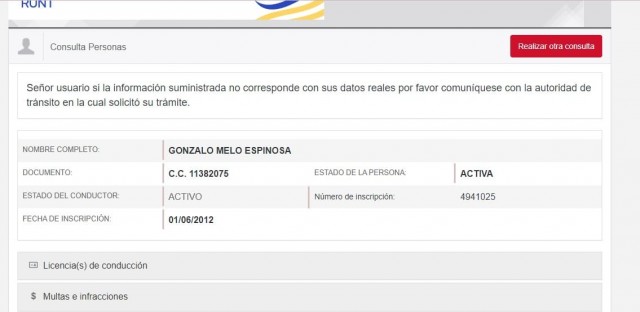 RUNT
Consulta Personas
Realizar otra consulta
Señor usuario si la información suministrada no corresponde con sus datos reales por favor comuníquese con la autoridad de
tránsito en la cual solicitó su trámite.
NOMBRE COMPLETO: GONZALO MELO ESPINOSA
DOCUMENTO: C.C. 11382075 ESTADO DE LA PERSONA: ACTIVA
ESTADO DEL CONDUCTOR: ACTIVO Número de inscripción: 4941025
FECHA DE INSCRIPCIÓN: 01/06/2012
Licencia(s) de conducción
$ Multas e infracciones